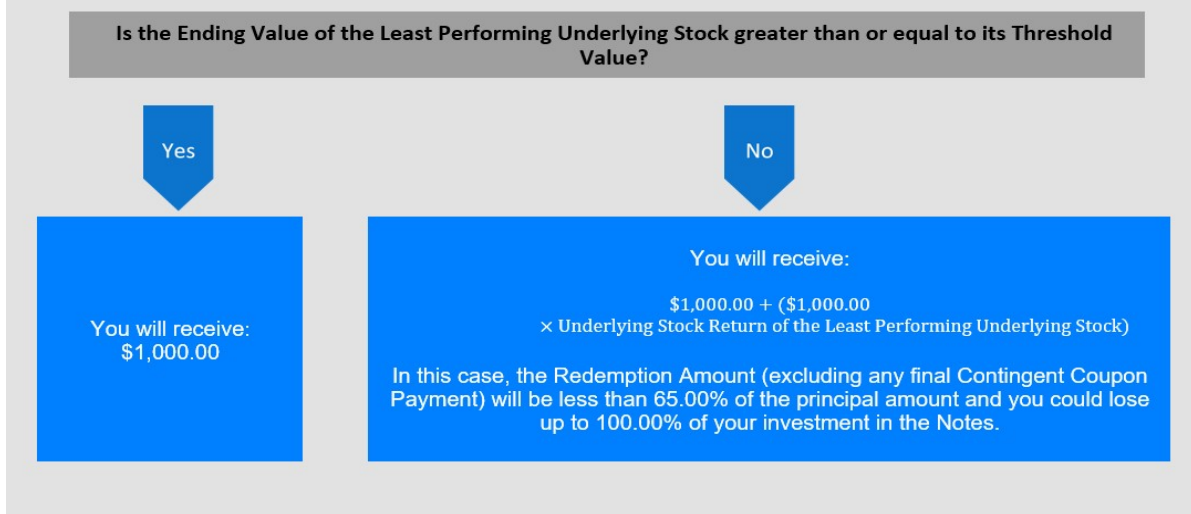 Is the Ending Value of the Least Performing Underlying Stock greater than or equal to its Threshold
Value?
Yes
No
You will receive:
$1,000.00
You will receive:
$1,000.00 + ($1,000.00
× Underlying Stock Return of the Least Performing Underlying Stock)
In this case, the Redemption Amount (excluding any final Contingent Coupon
Payment) will be less than 65.00% of the principal amount and you could lose
up to 100.00% of your investment in the Notes.